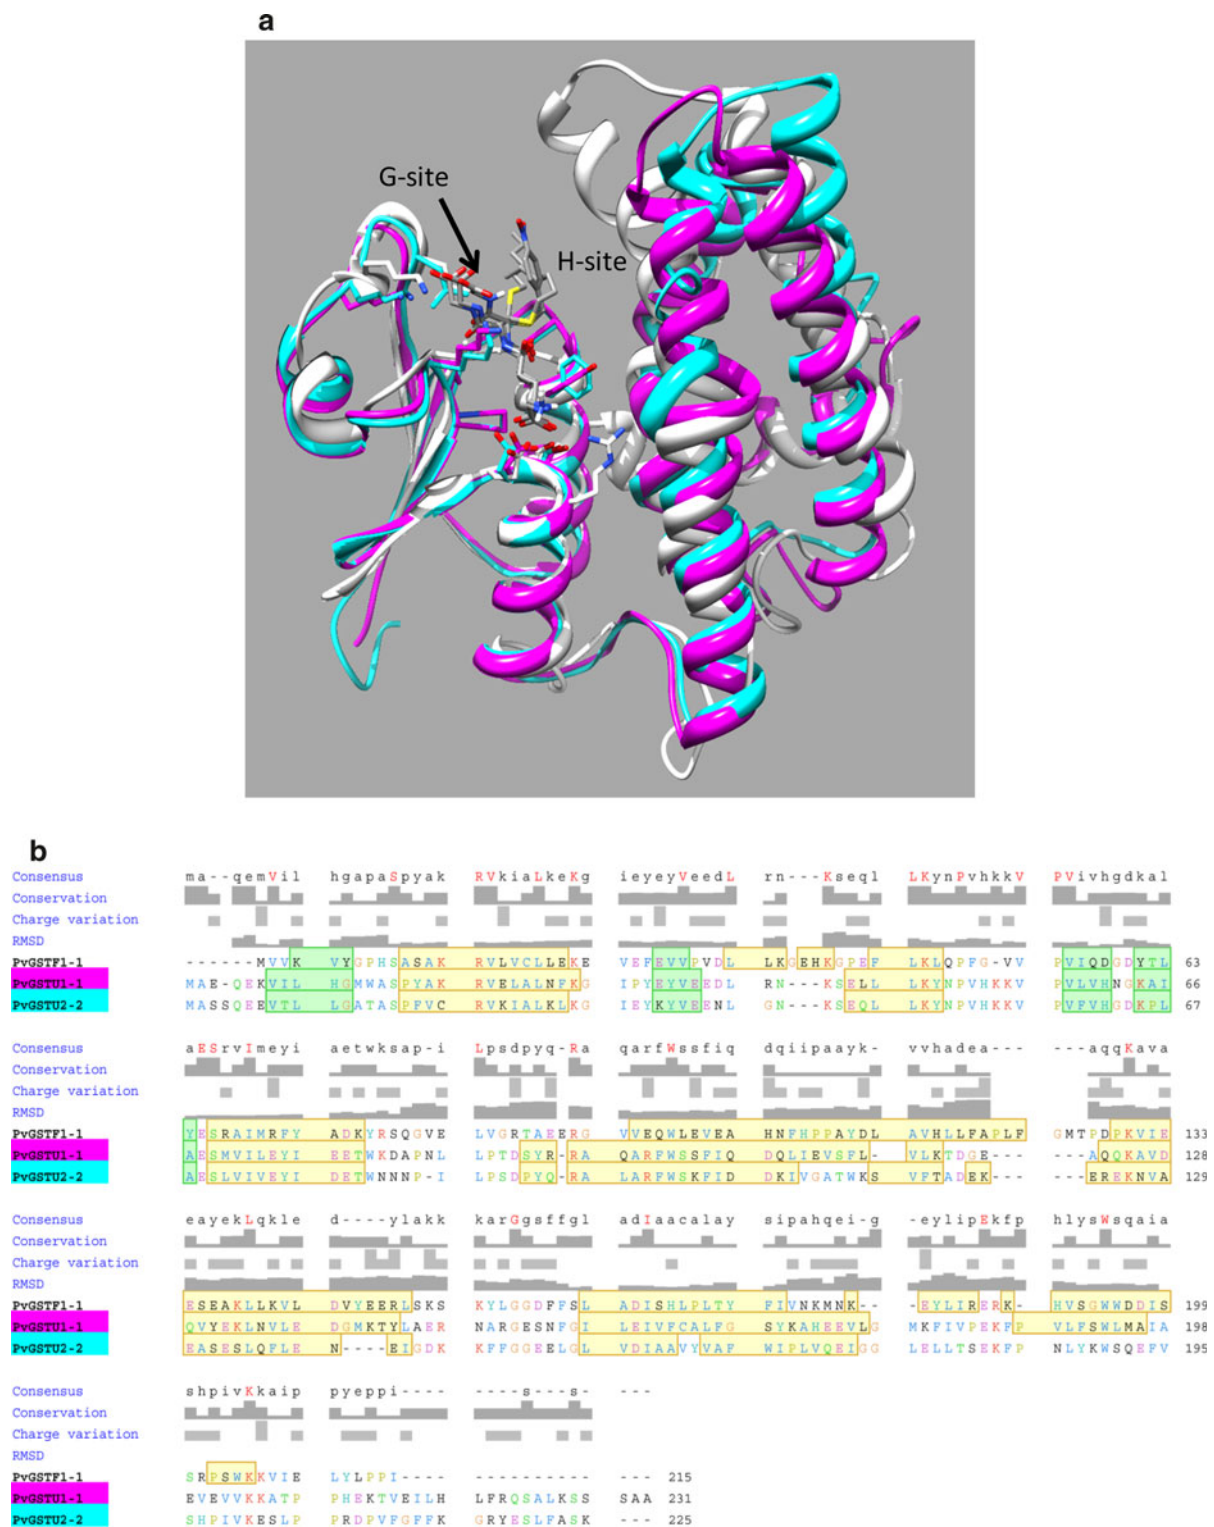 a
G-site
H-site
b
Consensus ma--qemVil hgapaSpyak RVkiaLkeKg ieyeyVeedL rn---Kseql LKynPvhkkV PVivhgdkal
Conservation
Charge variation
RMSD
PvGSTF1-1 ------MVVK VYGPHSASAK RVLVCLLEKE VEFEVVPVDL LKGEHKGPEF LKLQPFG-VV PVIQDGDYTL 63
PvGSTU1-1 MAE-QEKVIL HGMWASPYAK RVELALNFKG IPYEYVEEDL RN---KSELL LKYNPVHKKV PVLVHNGKAI 66
PvGSTU2-2 MASSQEEVTL LGATASPFVC RVKIALKLKG IEYKYVEENL GN---KSEQL LKYNPVHKKV PVFVHGDKPL 67
Consensus aESrvImeyi aetwksap-i Lpsdpyq-Ra qarfWssfiq dqiipaayk- vvhadea--- ---aqqKava
Conservation
Charge variation
RMSD
PvGSTF1-1 YESRAIMRFY ADKYRSQGVE LVGRTAEERG VVEQWLEVEA HNFHPPAYDL AVHLLFAPLF GMTPDPKVIE 133
PvGSTU1-1 AESMVILEYI EETWKDAPNL LPTDSYR-RA QARFWSSFIQ DQLIEVSFL- -VLKTDGE-- ---AQQKAVD 128
PvGSTU2-2 AESLVIVEYI DETWNNNP-I LPSDPYQ-RA LARFWSKFID DKIVGATWKS VFTADEK--- ---EREKNVA 129
Consensus eayekLqkle d----ylakk karGgsffgl adIaacalay sipahqei-g -eylipEkfp hlysWsqaia
Conservation
Charge variation
RMSD
PvGSTF1-1 ESEAKLLKVL DVYEERLSKS KYLGGDFFSL ADISHLPLTY FIVNKMNK-- -EYLIRERK- HVSGWWDDIS 199
PvGSTU1-1 QVYEKLNVLE DGMKTYLAER NARGESNFGI LEIVFCALFG SYKAHEEVLG MKFIVPEKFP VLFSWLMAIA 198
PvGSTU2-2 EASESLQFLE N----EIGDK KFFGGEELGL VDIAAVYVAF WIPLVQEIGG LELLTSEKFP NLYKWSQEFV 195
Consensus shpivKkaip pyeppi---- ----s---s- ---
Conservation
Charge variation
RMSD
PvGSTF1-1 SRPSWKKVIE LYLPPI---- ---------- --- 215
PvGSTU1-1 EVEVVKKATP PHEKTVEILH LFRQSALKSS SAA 231
PvGSTU2-2 SHPIVKESLP PRDPVFGFFK GRYESLFASK --- 225